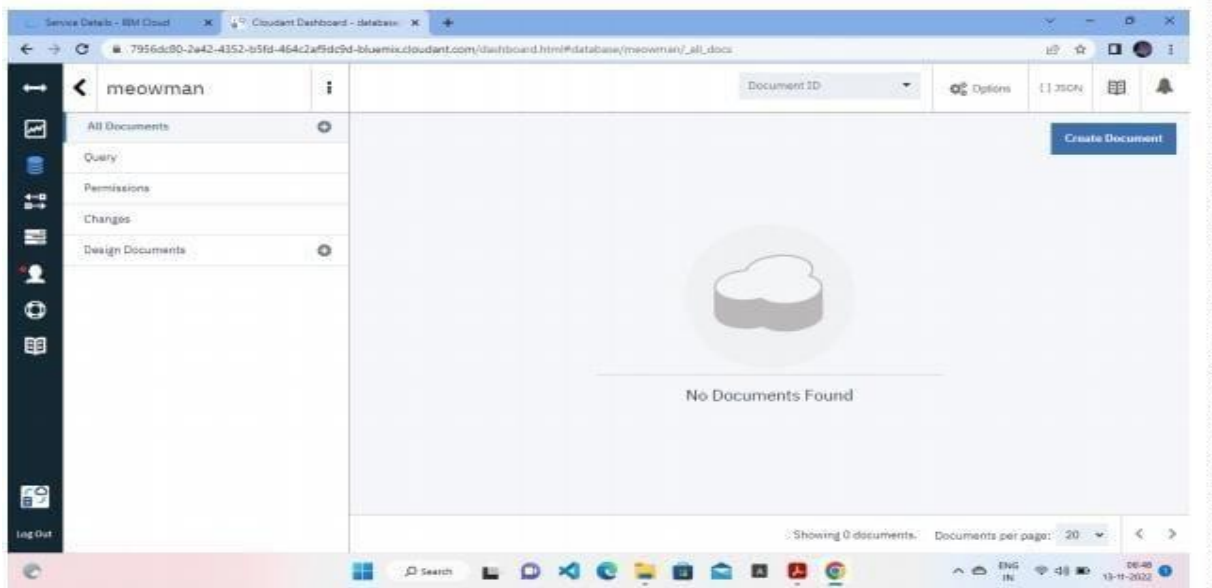 Service Details - IBM Cloud
Cloudant Dashboard - database
7956dc80-2a42-4352-b5fd-464c2af9dc9d-bluemix.cloudant.com/dashboard.html#database/meowman/_all_docs
meowman
Document ID
Options
{ } JSON
All Documents
Create Document
Query
Permissions
Changes
Design Documents
No Documents Found
Log Out
Showing 0 documents.
Documents per page: 20
Search
ENG
IN
06:48
13-11-2022